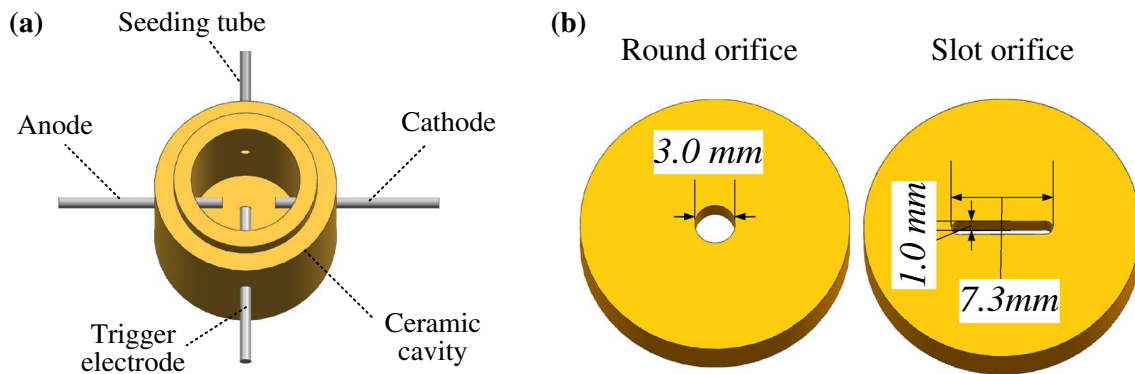 (a)
Seeding tube
Anode
Cathode
Trigger
electrode
Ceramic
cavity
(b)
Round orifice
Slot orifice
3.0 mm
1.0 mm
7.3mm